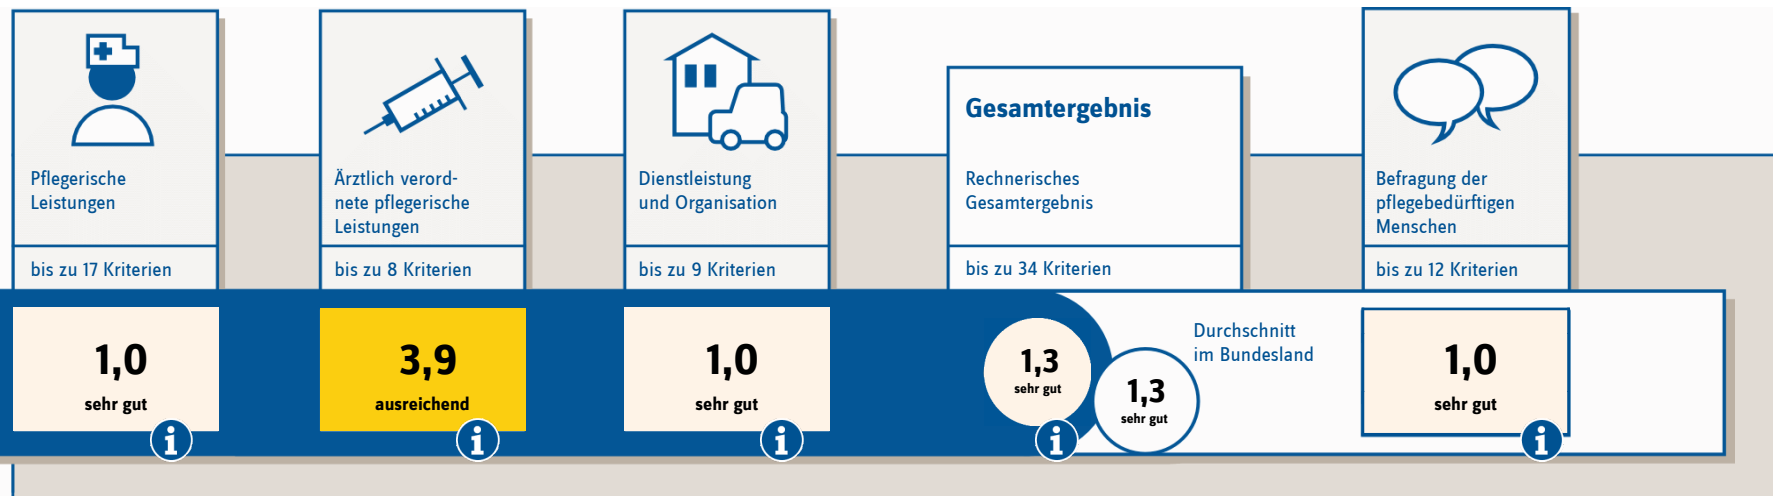 Pflegerische
Leistungen
bis zu 17 Kriterien
1,0
sehr gut
i
Ärztlich verord-
nete pflegerische
Leistungen
bis zu 8 Kriterien
3,9
ausreichend
i
Dienstleistung
und Organisation
bis zu 9 Kriterien
1,0
sehr gut
i
Gesamtergebnis
Rechnerisches
Gesamtergebnis
bis zu 34 Kriterien
1,3
sehr gut
i
Durchschnitt
im Bundesland
1,3
sehr gut
Befragung der
pflegebedürftigen
Menschen
bis zu 12 Kriterien
1,0
sehr gut
i